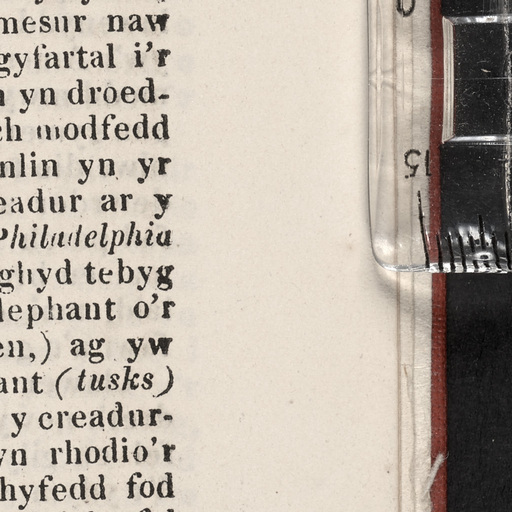 mesur naw
gyfartal i'r
yn droed-
ch modfedd
nlin yn yr
eadur ar y
Philadelphia
ghyd tebyg
lephant o'r
en,) ag yw
ant (tusks)
y creadur-
yn rhodio'r
hyfedd fod
15